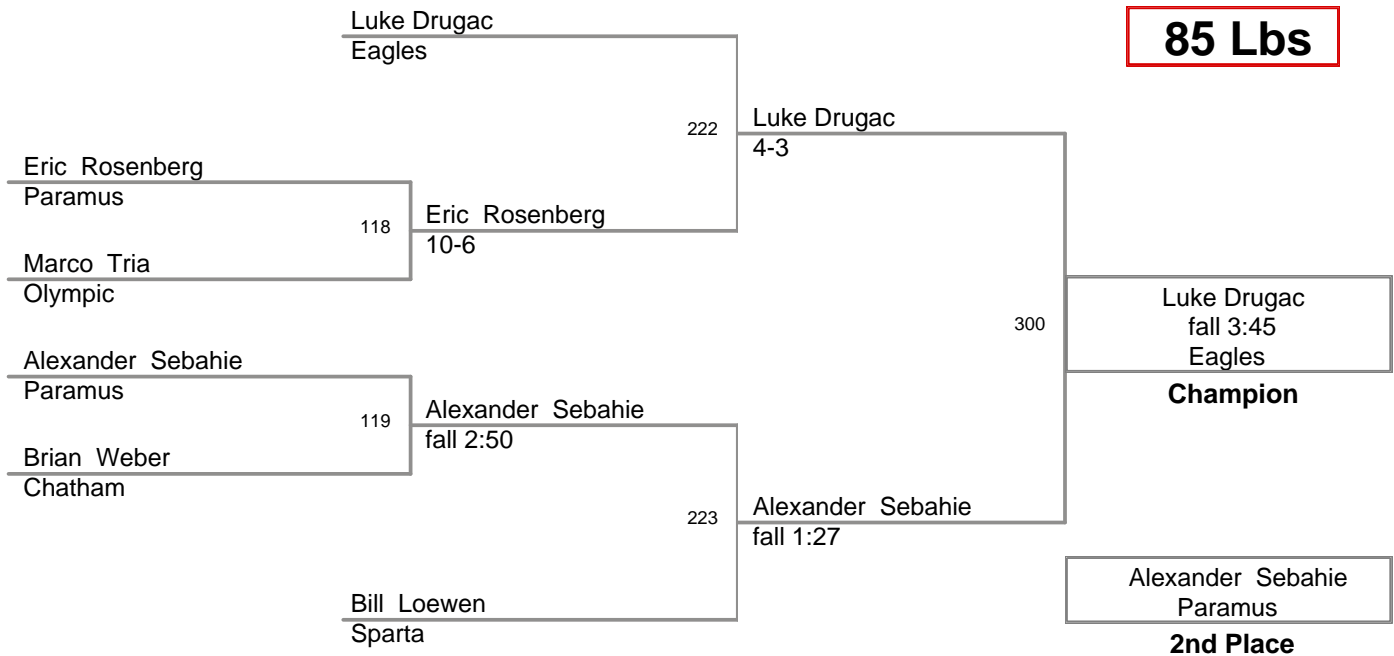 Luke Drugac
Eagles
85 Lbs
222
Luke Drugac
4-3
Eric Rosenberg
Paramus
118
Eric Rosenberg
10-6
Marco Tria
Olympic
300
Luke Drugac
fall 3:45
Eagles
Champion
Alexander Sebahie
Paramus
119
Alexander Sebahie
fall 2:50
Brian Weber
Chatham
223
Alexander Sebahie
fall 1:27
Bill Loewen
Sparta
Alexander Sebahie
Paramus
2nd Place